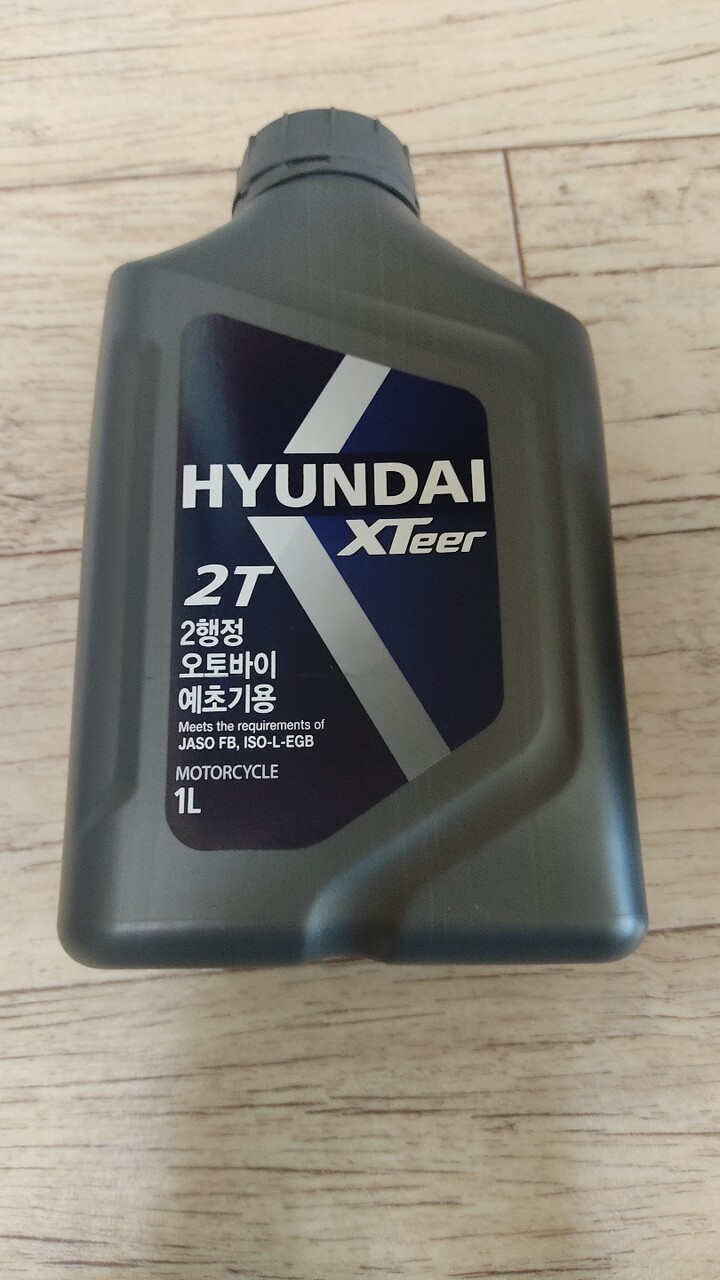 HYUNDAI
XTeer
2T
2행정
오토바이
예초기용
Meets the requirements of
JASO FB, ISO-L-EGB
MOTORCYCLE
1L